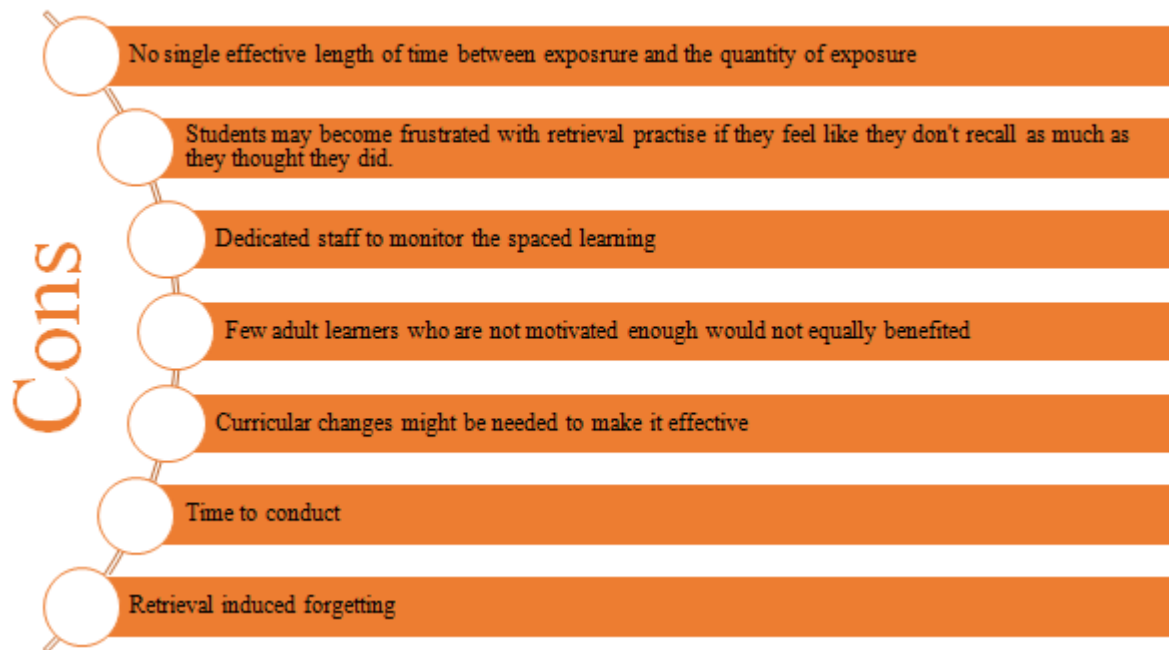 Cons
No single effective length of time between exposrure and the quantity of exposure
Students may become frustrated with retrieval practise if they feel like they don't recall as much as
they thought they did.
Dedicated staff to monitor the spaced learning
Few adult learners who are not motivated enough would not equally benefited
Curricular changes might be needed to make it effective
Time to conduct
Retrieval induced forgetting